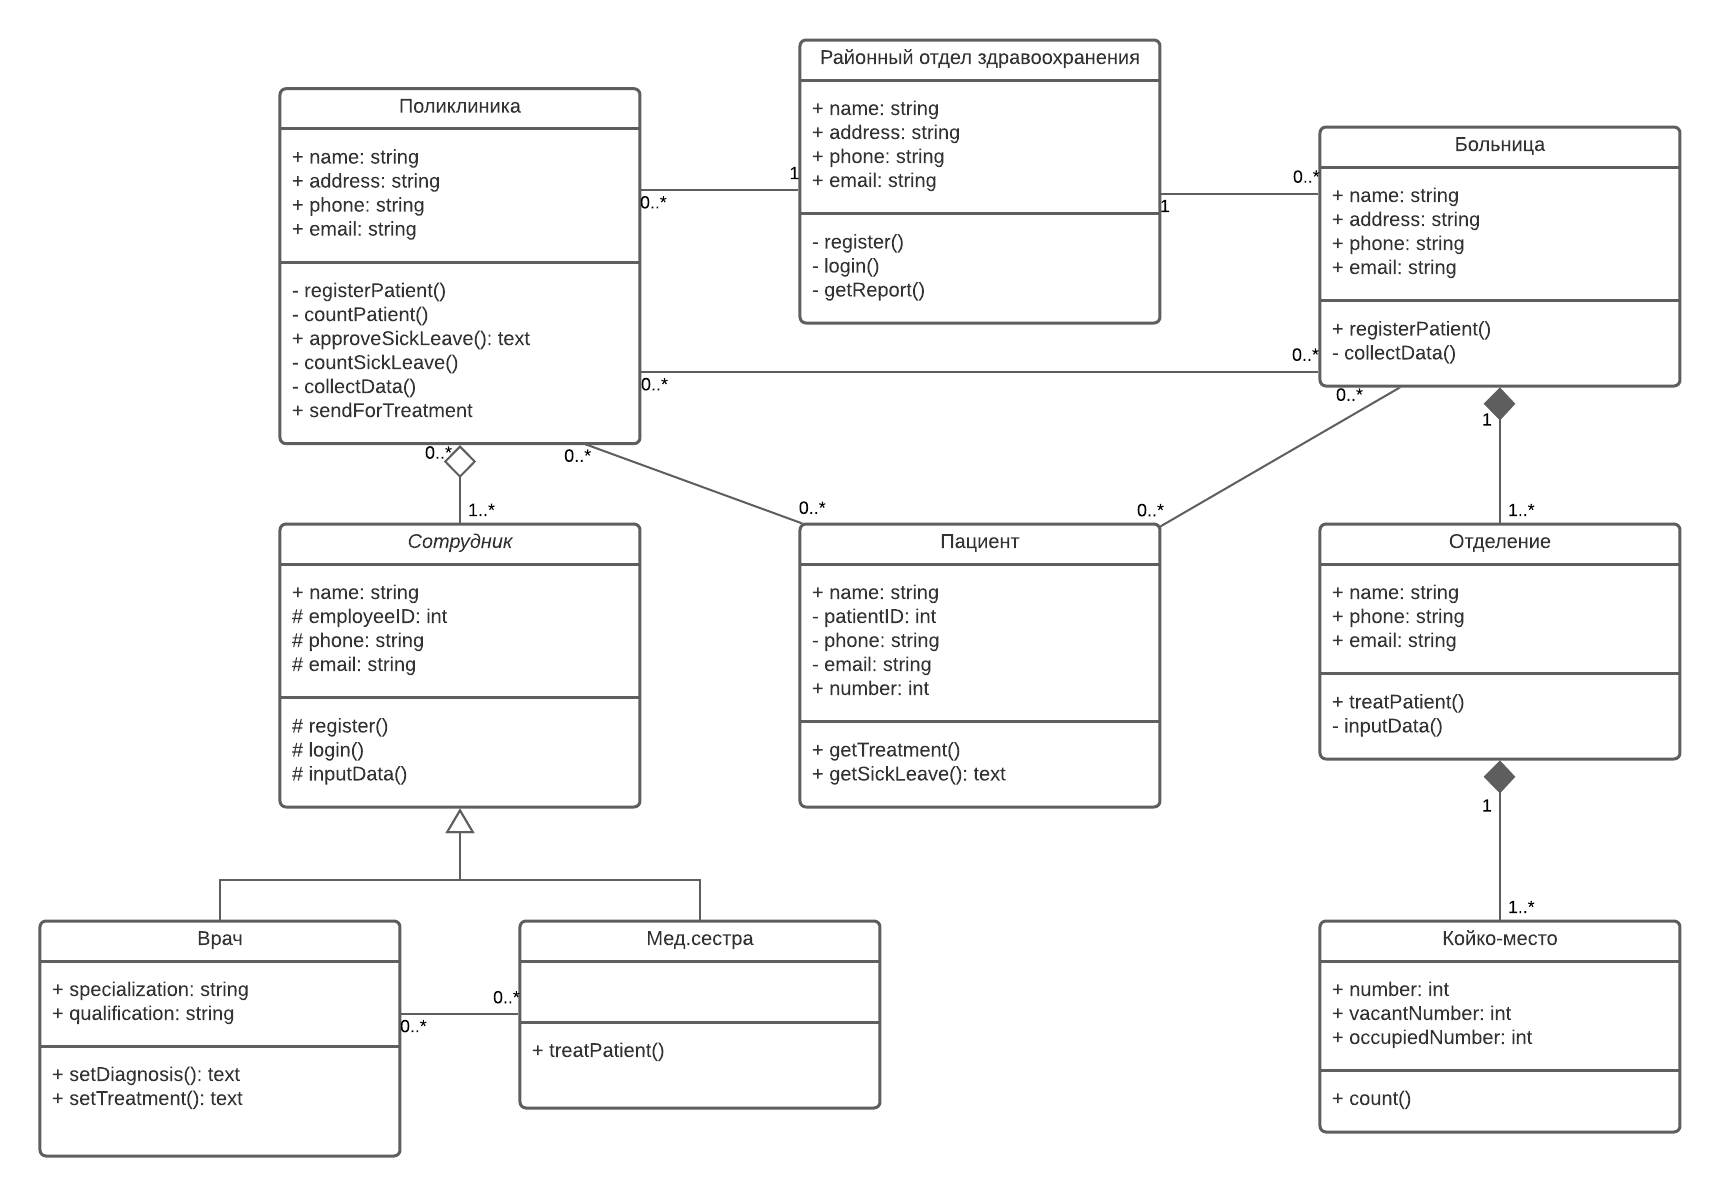 Районный отдел здравоохранения
+ name: string
+ address: string
+ phone: string
+ email: string
- register()
- login()
- getReport()
Поликлиника
+ name: string
+ address: string
+ phone: string
+ email: string
- registerPatient()
- countPatient()
+ approveSickLeave(): text
- countSickLeave()
- collectData()
+ sendForTreatment
Больница
+ name: string
+ address: string
+ phone: string
+ email: string
+ registerPatient()
- collectData()
1
0..*
0..*
1
0..*
0..*
0..*
0..*
0..*
1
0..*
1..*
0..*
0..*
1..*
Сотрудник
+ name: string
# employeeID: int
# phone: string
# email: string
# register()
# login()
# inputData()
Пациент
+ name: string
- patientID: int
- phone: string
- email: string
+ number: int
+ getTreatment()
+ getSickLeave(): text
Отделение
+ name: string
+ phone: string
+ email: string
+ treatPatient()
- inputData()
1
1..*
Врач
+ specialization: string
+ qualification: string
+ setDiagnosis(): text
+ setTreatment(): text
0..*
0..*
Мед.сестра
+ treatPatient()
Койко-место
+ number: int
+ vacantNumber: int
+ occupiedNumber: int
+ count()